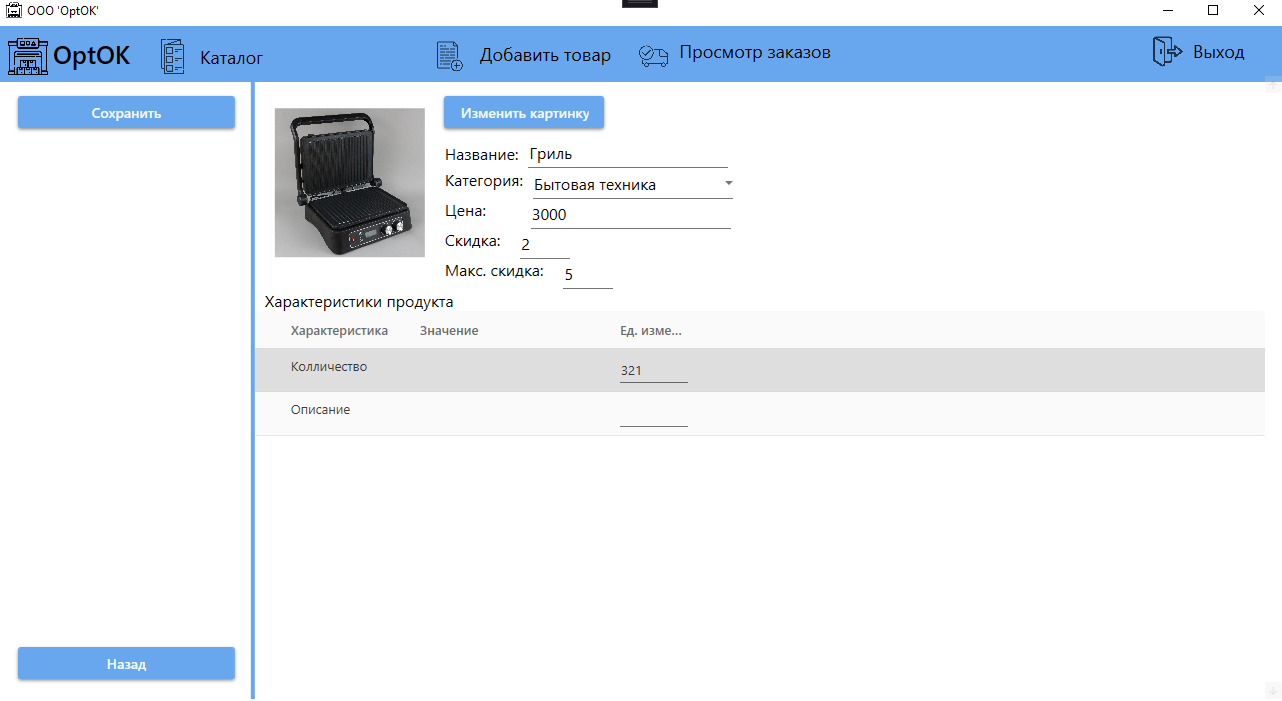 ООО 'OptOK'
OptOK
Каталог
Добавить товар
Просмотр заказов
Выход
Сохранить
Изменить картинку
Название: Гриль
Категория: Бытовая техника
Цена: 3000
Скидка: 2
Макс. скидка: 5
Характеристики продукта
Характеристика Значение Ед. изме...
Колличество 321
Описание
Назад